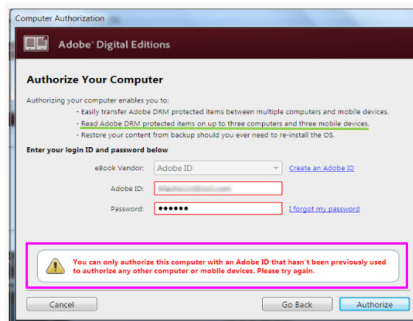 Computer Authorization
Adobe® Digital Editions
Authorize Your Computer
Authorizing your computer enables you to:
- Easily transfer Adobe DRM protected items between multiple computers and mobile devices.
- Read Adobe DRM protected items on up to three computers and three mobile devices.
- Restore your content from backup should you ever need to re-install the OS.
Enter your login ID and password below
eBook Vendor: Adobe ID Create an Adobe ID
Adobe ID:
Password: •••••• I forgot my password
You can only authorize this computer with an Adobe ID that hasn't been previously used
to authorize any other computer or mobile devices. Please try again.
Cancel Go Back Authorize